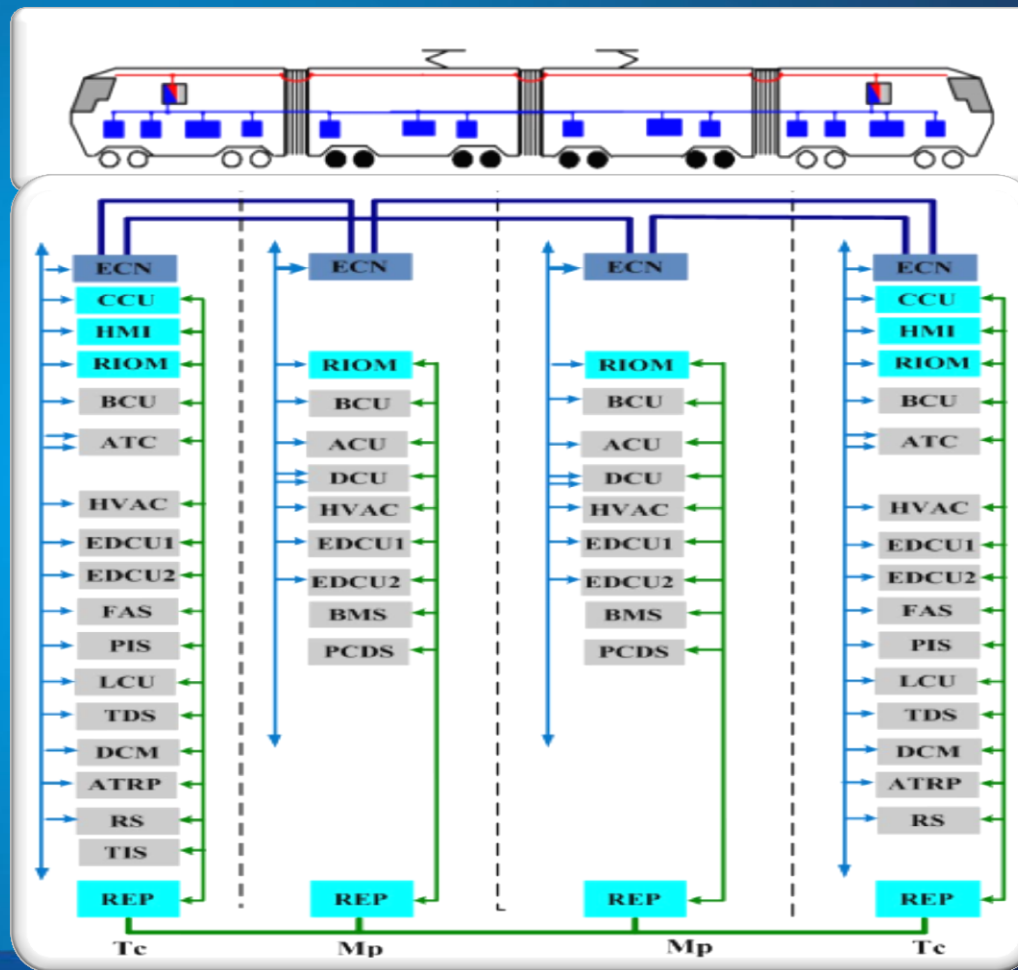 ECN ECN ECN ECN
CCU CCU
HMI HMI
RIOM RIOM RIOM RIOM
BCU BCU BCU BCU
ATC ACU ACU ATC
DCU DCU
HVAC HVAC HVAC HVAC
EDCU1 EDCU1 EDCU1 EDCU1
EDCU2 EDCU2 EDCU2 EDCU2
FAS BMS BMS FAS
PIS PCDS PCDS PIS
LCU LCU
TDS TDS
DCM DCM
ATRP ATRP
RS RS
TIS
REP REP REP REP
Tc Mp Mp Tc